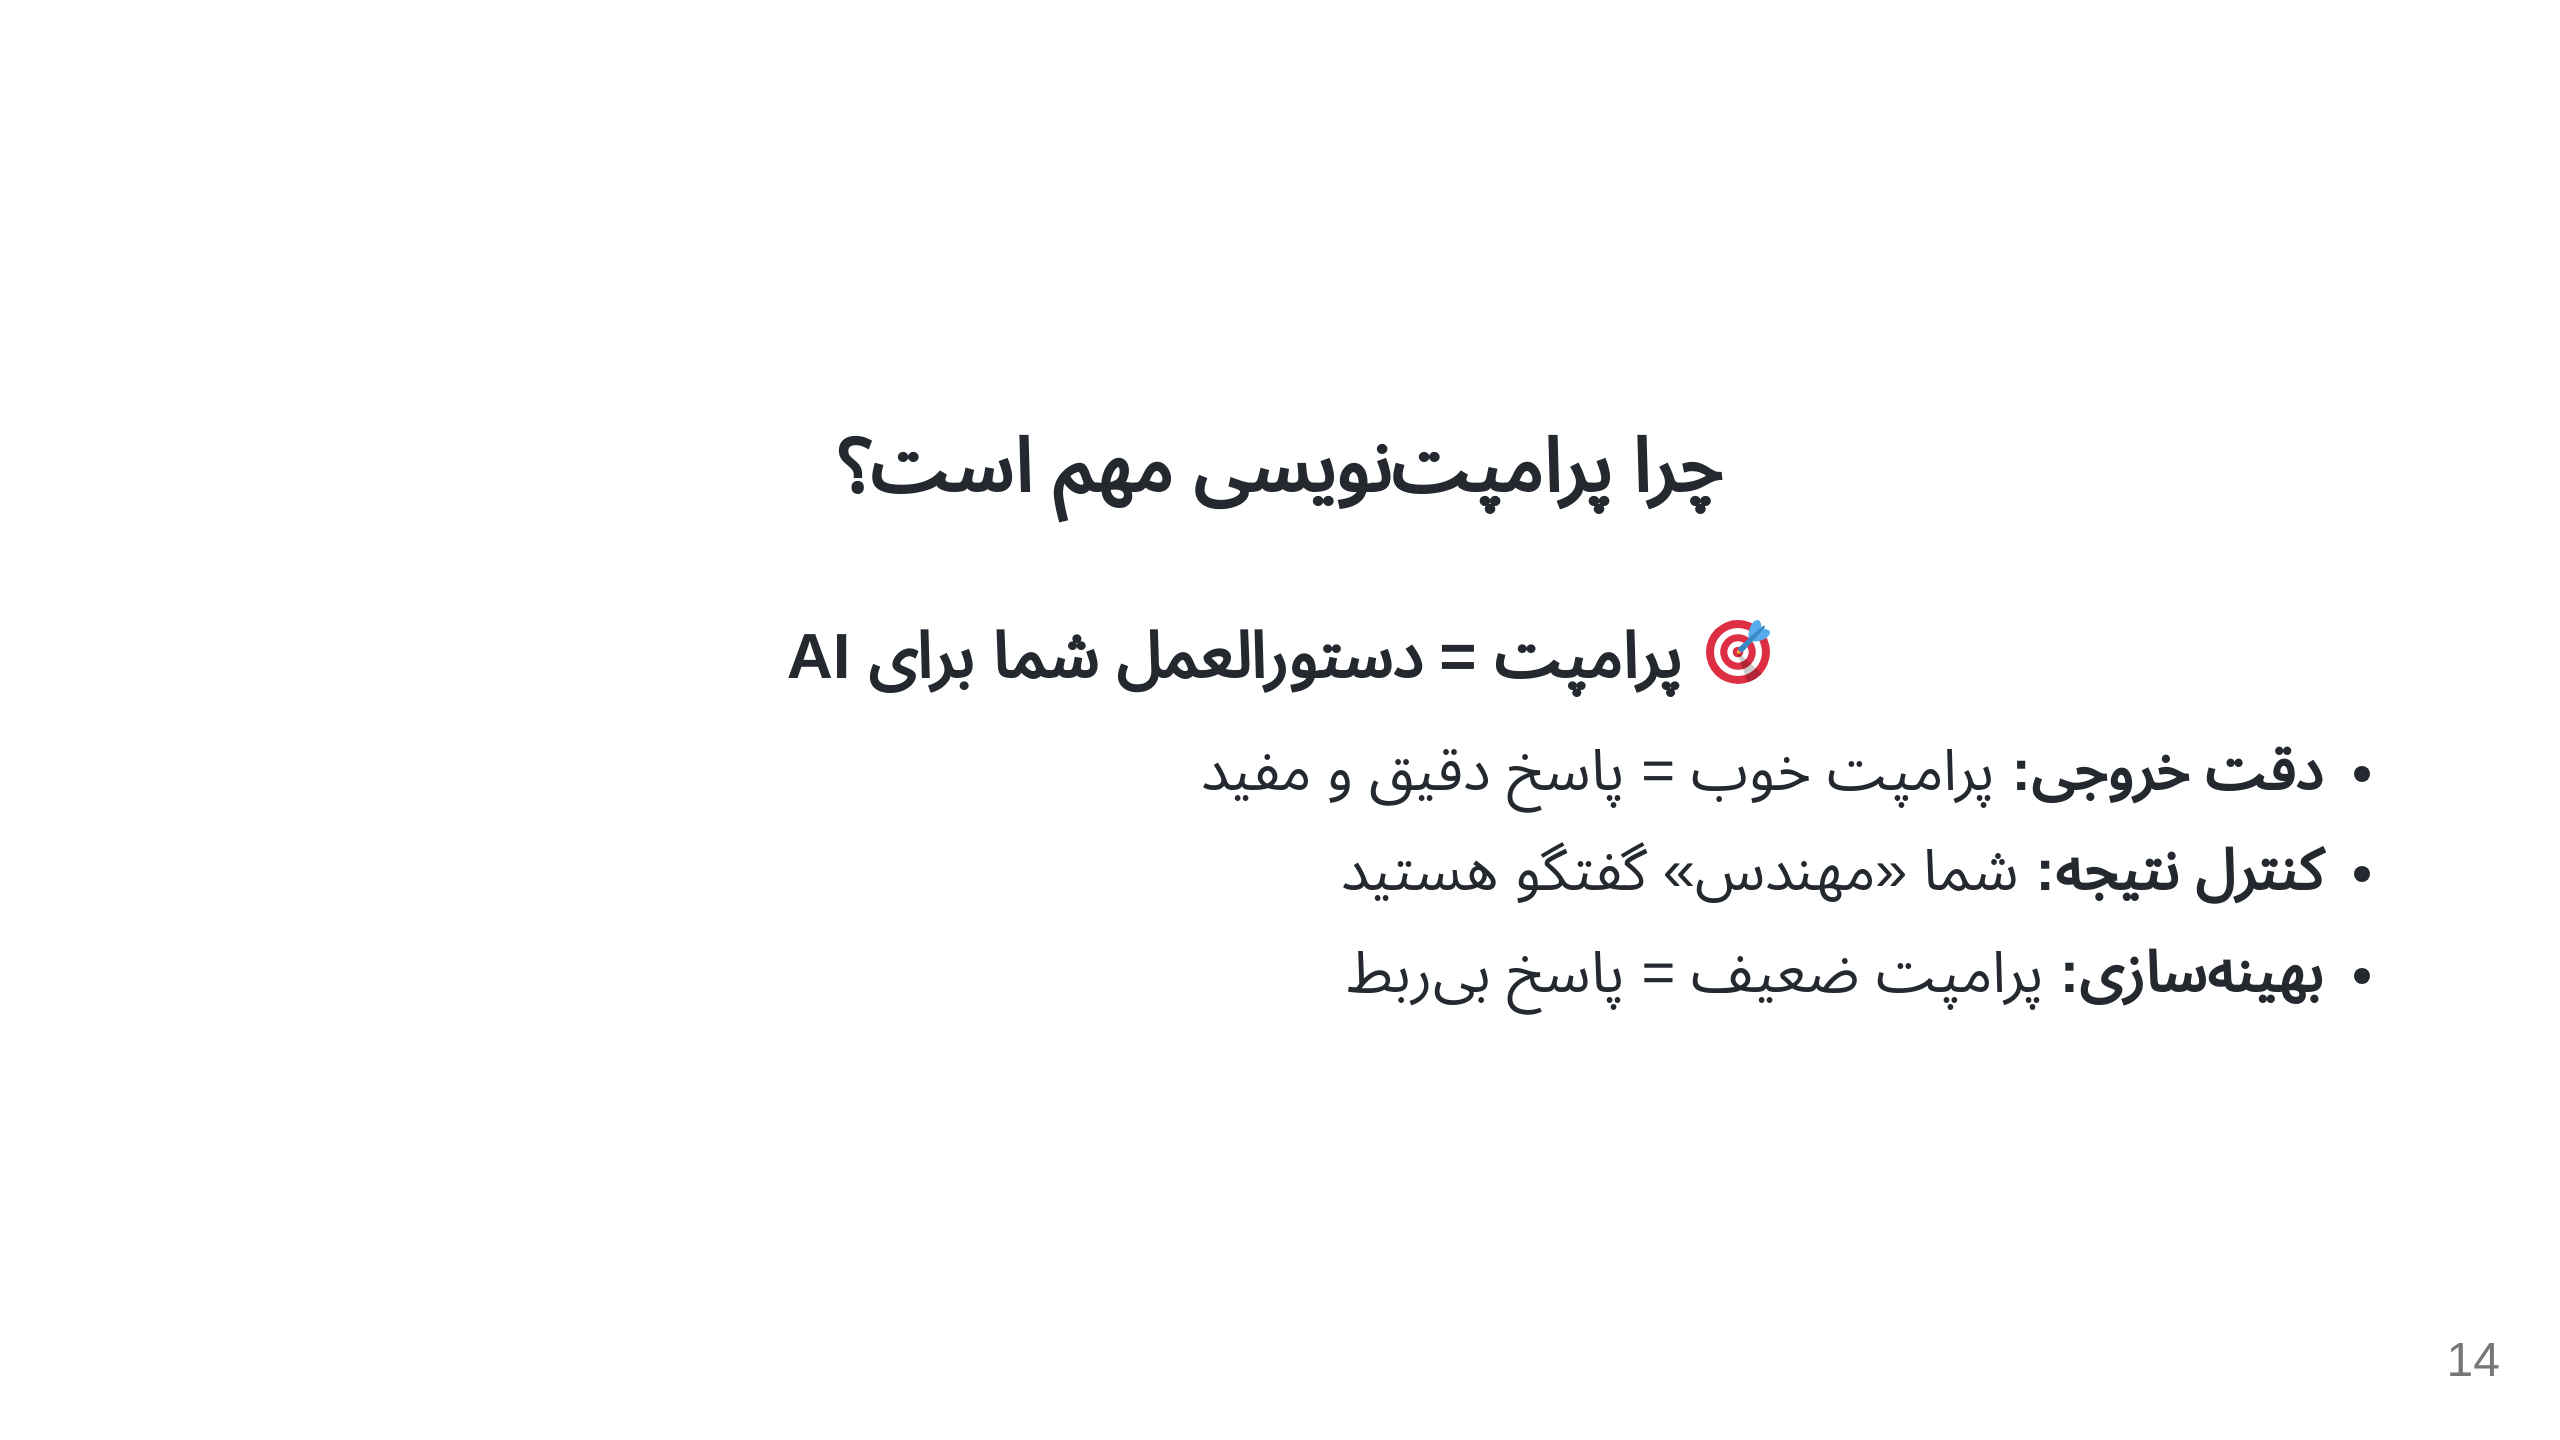 چرا پرامپت‌نویسی مهم است؟
🎯 پرامپت = دستورالعمل شما برای AI
• دقت خروجی: پرامپت خوب = پاسخ دقیق و مفید
• کنترل نتیجه: شما «مهندس» گفتگو هستید
• بهینه‌سازی: پرامپت ضعیف = پاسخ بی‌ربط
14